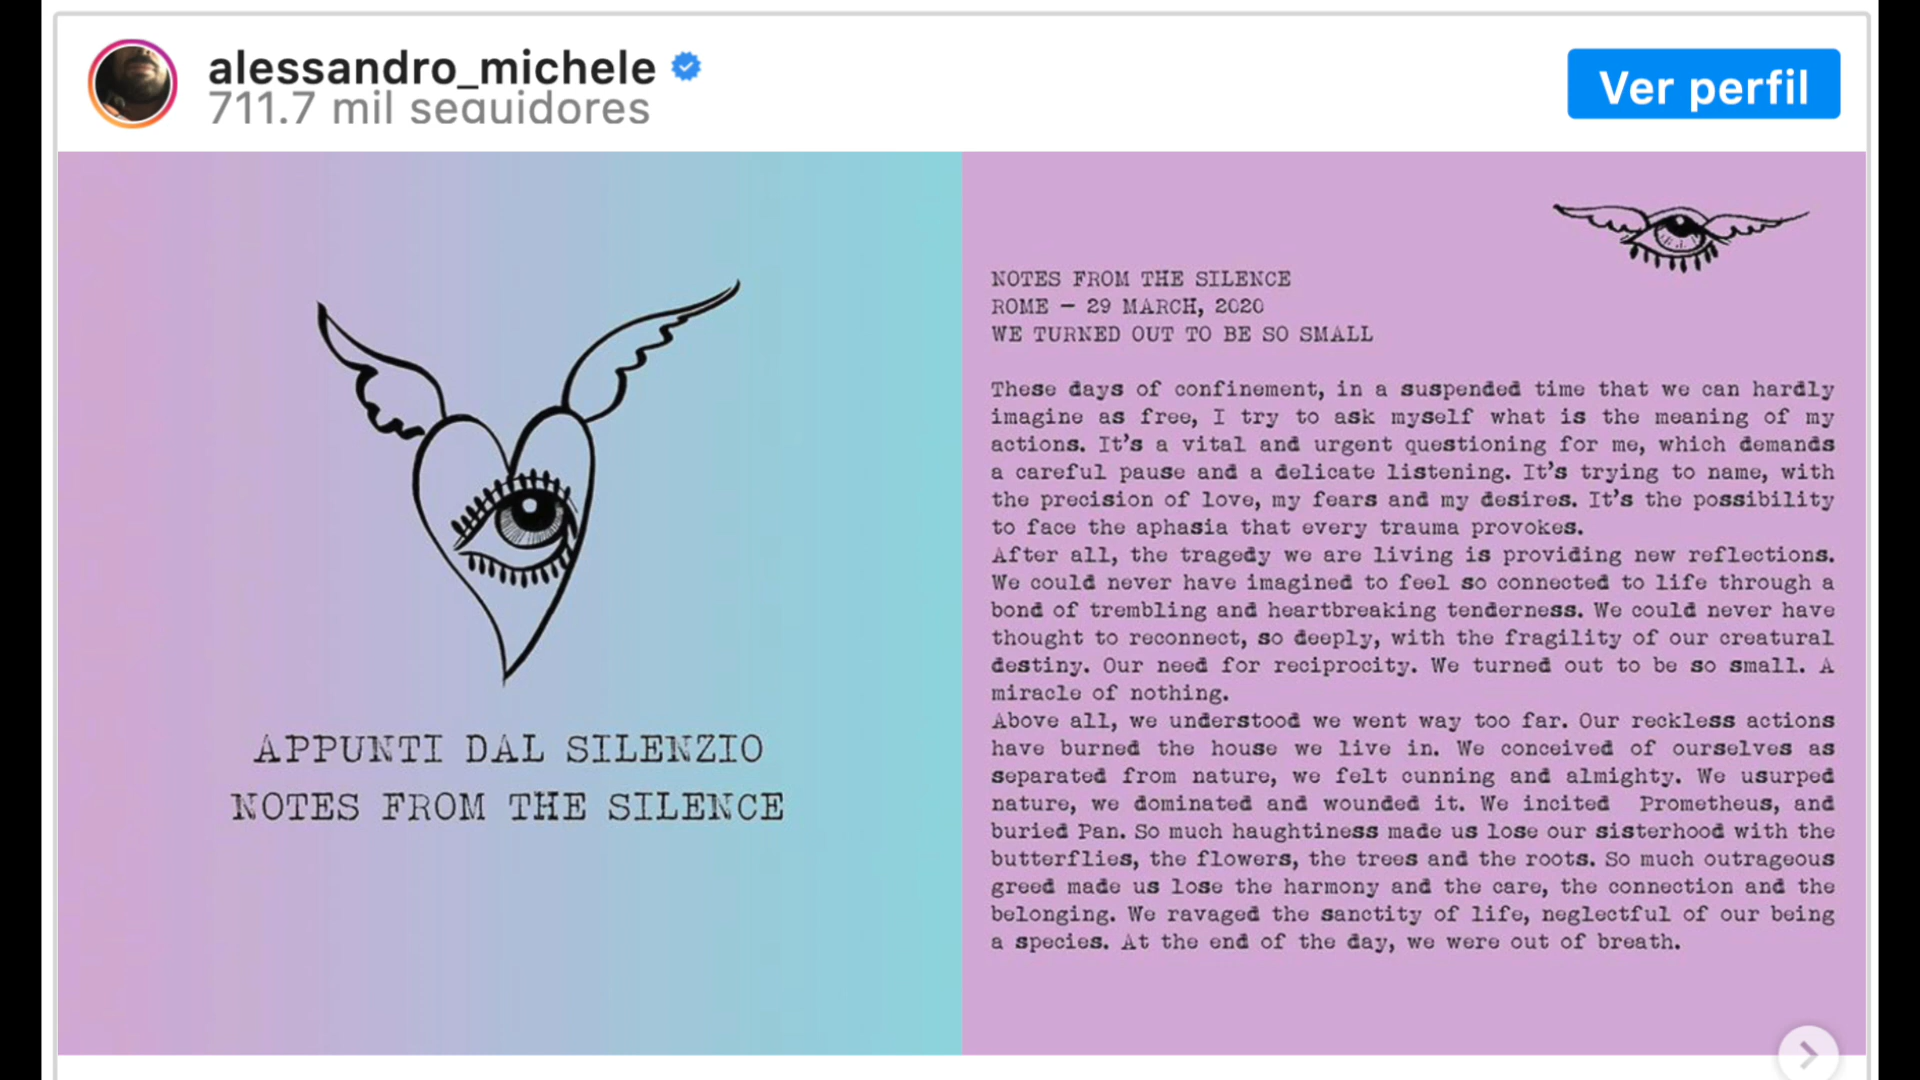 alessandro_michele
711.7 mil seguidores
Ver perfil
APPUNTI DAL SILENZIO
NOTES FROM THE SILENCE
NOTES FROM THE SILENCE
ROME – 29 MARCH, 2020
WE TURNED OUT TO BE SO SMALL
These days of confinement, in a suspended time that we can hardly
imagine as free, I try to ask myself what is the meaning of my
actions. It's a vital and urgent questioning for me, which demands
a careful pause and a delicate listening. It's trying to name, with
the precision of love, my fears and my desires. It's the possibility
to face the aphasia that every trauma provokes.
After all, the tragedy we are living is providing new reflections.
We could never have imagined to feel so connected to life through a
bond of trembling and heartbreaking tenderness. We could never have
thought to reconnect, so deeply, with the fragility of our creatural
destiny. Our need for reciprocity. We turned out to be so small. A
miracle of nothing.
Above all, we understood we went way too far. Our reckless actions
have burned the house we live in. We conceived of ourselves as
separated from nature, we felt cunning and almighty. We usurped
nature, we dominated and wounded it. We incited  Prometheus, and
buried Pan. So much haughtiness made us lose our sisterhood with the
butterflies, the flowers, the trees and the roots. So much outrageous
greed made us lose the harmony and the care, the connection and the
belonging. We ravaged the sanctity of life, neglectful of our being
a species. At the end of the day, we were out of breath.